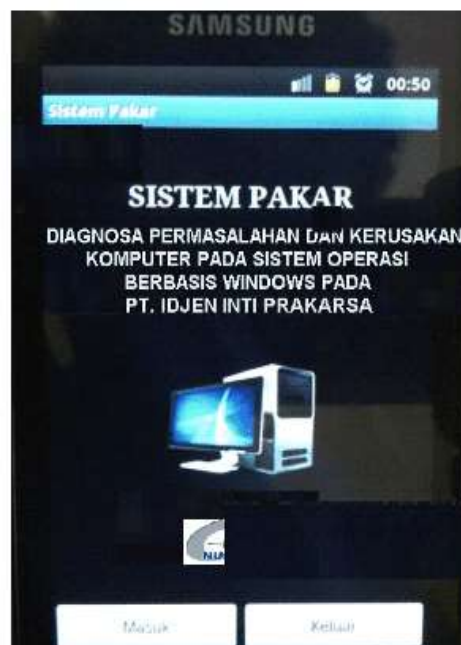 SAMSUNG
00:50
Sistem Pakar
SISTEM PAKAR
DIAGNOSA PERMASALAHAN DAN KERUSAKAN
KOMPUTER PADA SISTEM OPERASI
BERBASIS WINDOWS PADA
PT. IDJEN INTI PRAKARSA
Masuk Keluar